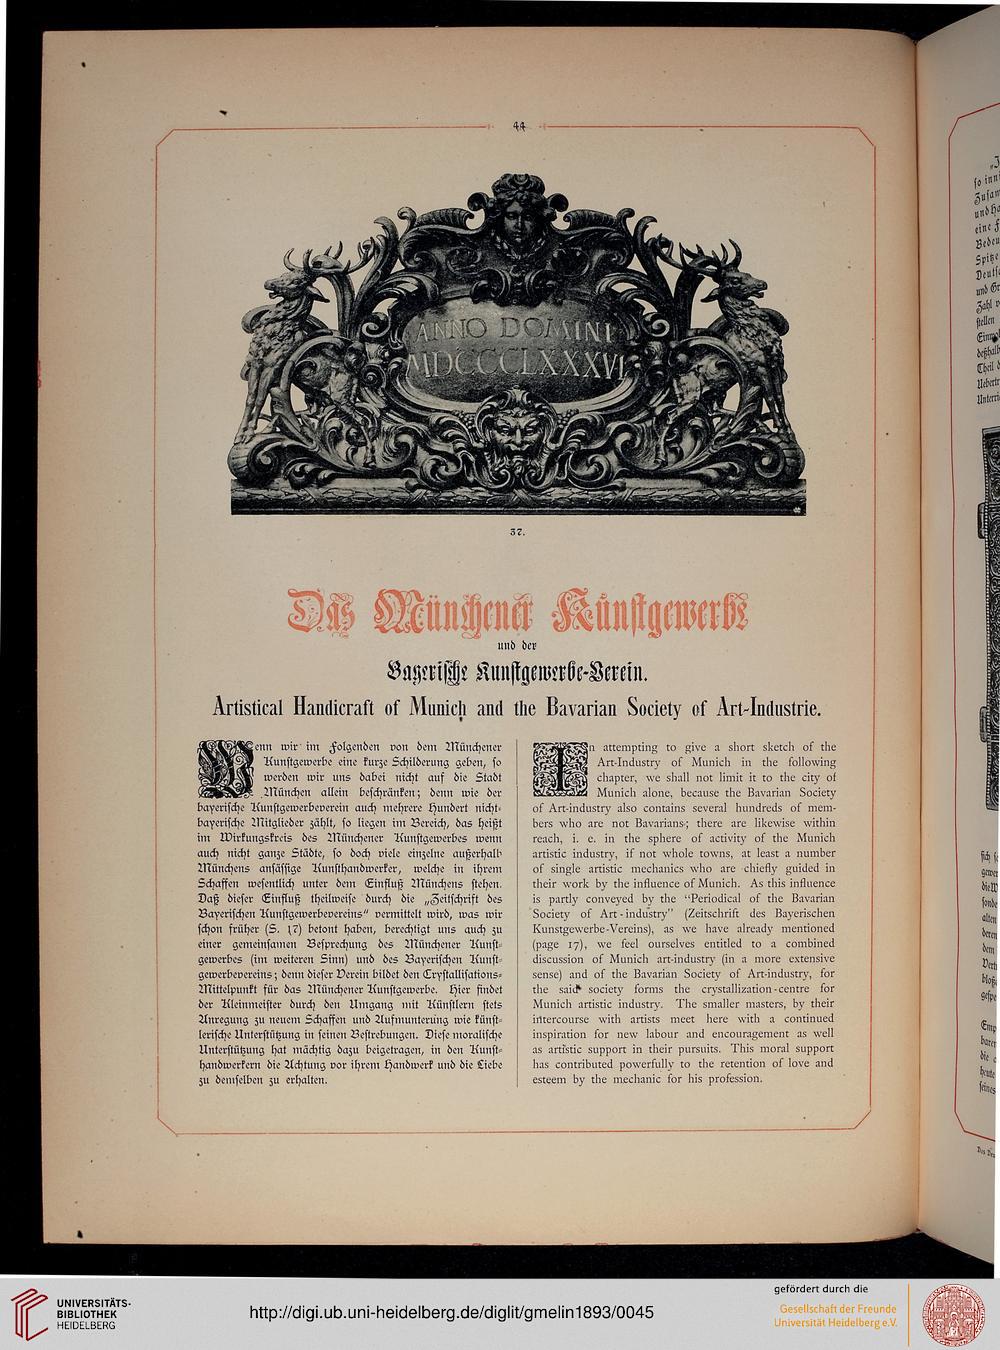 44
ANNO DOMINI
MDCCCLXXXVI
37.
Das Münchener Kunstgewerbe
und der
Bayerische Kunstgewerbe-Verein.
Artistical Handicraft of Munich and the Bavarian Society of Art-Industrie.
Wenn wir im Folgenden von dem Münchener
Kunstgewerbe eine kurze Schilderung geben, so
werden wir uns dabei nicht auf die Stadt
München allein beschränken; denn wie der
bayerische Kunstgewerbeverein auch mehrere Hundert nicht-
bayerische Mitglieder zählt, so liegen im Bereich, das heißt
im Wirkungskreis des Münchener Kunstgewerbes wenn
auch nicht ganze Städte, so doch viele einzelne außerhalb
Münchens ansässige Kunsthandwerker, welche in ihrem
Schaffen wesentlich unter dem Einfluß Münchens stehen.
Daß dieser Einfluß theilweise durch die „Zeitschrift des
Bayerischen Kunstgewerbevereins" vermittelt wird, was wir
schon früher (S. 17) betont haben, berechtigt uns auch zu
einer gemeinsamen Besprechung des Münchener Kunst-
gewerbes (im weiteren Sinn) und des Bayerischen Kunst-
gewerbevereins; denn dieser Verein bildet den Crystallisations-
Mittelpunkt für das Münchener Kunstgewerbe. Hier findet
der Kleinmeister durch den Umgang mit Künstlern stets
Anregung zu neuem Schaffen und Aufmunterung wie künst-
lerische Unterstützung in seinen Bestrebungen. Diese moralische
Unterstützung hat mächtig dazu beigetragen, in den Kunst-
handwerkern die Achtung vor ihrem Handwerk und die Liebe
zu demselben zu erhalten.
In attempting to give a short sketch of the
Art-Industry of Munich in the following
chapter, we shall not limit it to the city of
Munich alone, because the Bavarian Society
of Art-industry also contains several hundreds of mem-
bers who are not Bavarians; there are likewise within
reach, i. e. in the sphere of activity of the Munich
artistic industry, if not whole towns, at least a number
of single artistic mechanics who are chiefly guided in
their work by the influence of Munich. As this influence
is partly conveyed by the "Periodical of the Bavarian
Society of Art-industry" (Zeitschrift des Bayerischen
Kunstgewerbe-Vereins), as we have already mentioned
(page 17), we feel ourselves entitled to a combined
discussion of Munich art-industry (in a more extensive
sense) and of the Bavarian Society of Art-industry, for
the said society forms the crystallization-centre for
Munich artistic industry. The smaller masters, by their
intercourse with artists meet here with a continued
inspiration for new labour and encouragement as well
as artistic support in their pursuits. This moral support
has contributed powerfully to the retention of love and
esteem by the mechanic for his profession.
UNIVERSITÄTS-
BIBLIOTHEK
HEIDELBERG
http://digi.ub.uni-heidelberg.de/diglit/gmelin1893/0045
gefördert durch die
Gesellschaft der Freunde
Universität Heidelberg e.V.